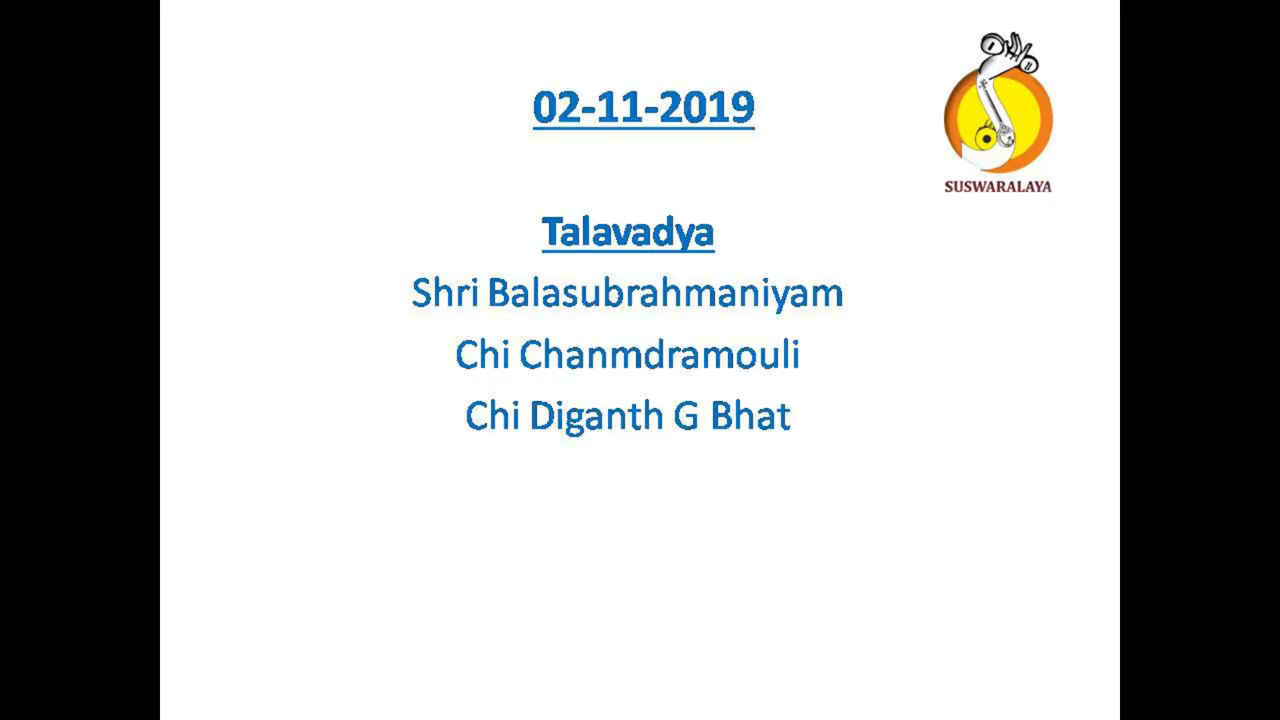 02-11-2019
SUSWARALAYA
Talavadya
Shri Balasubrahmaniyam
Chi Chanmdramouli
Chi Diganth G Bhat